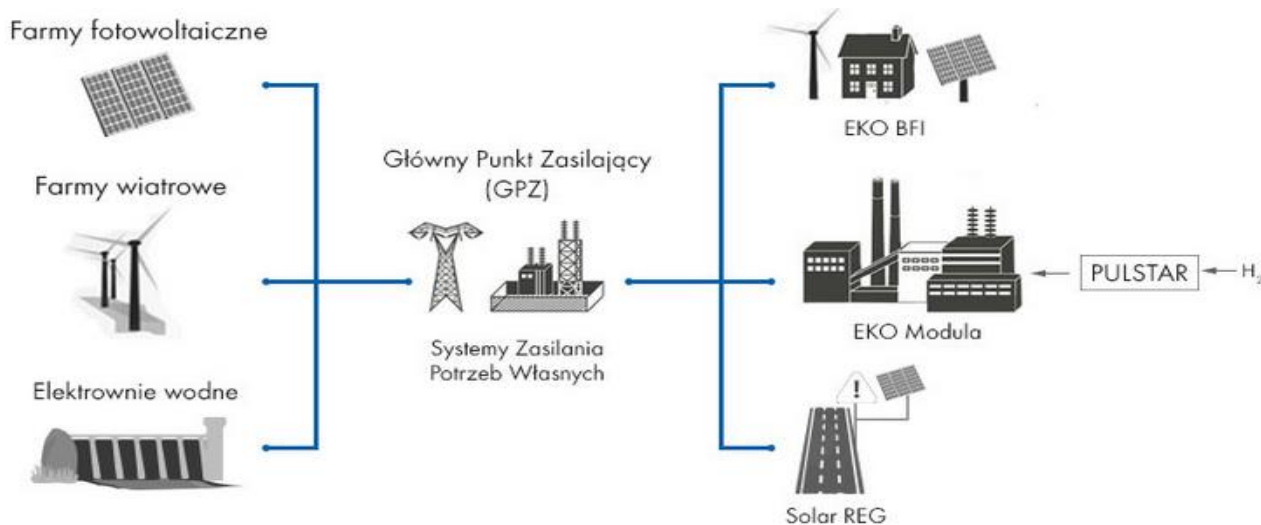 Farmy fotowoltaiczne
Farmy wiatrowe
Elektrownie wodne
Główny Punkt Zasilający
(GPZ)
Systemy Zasilania
Potrzeb Własnych
EKO BFI
EKO Modula
PULSTAR
H₂
!
Solar REG